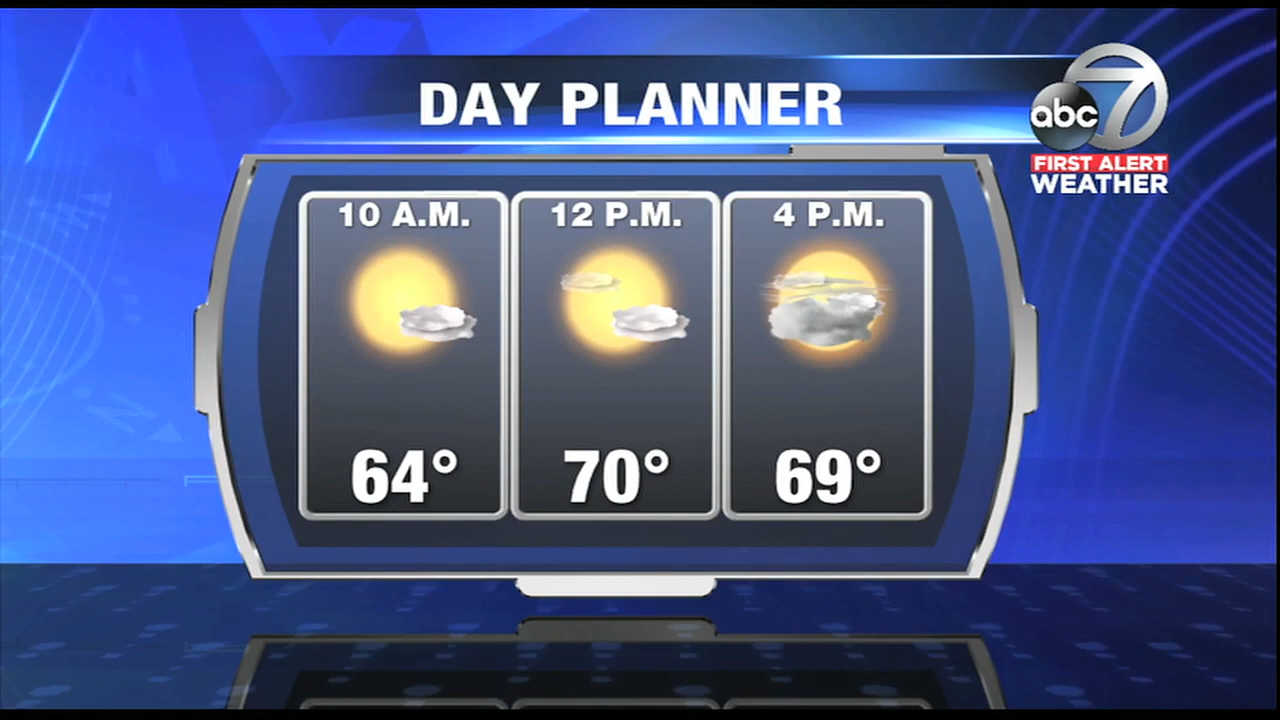 DAY PLANNER
abc 7
FIRST ALERT
WEATHER
10 A.M. 12 P.M. 4 P.M.
64° 70° 69°